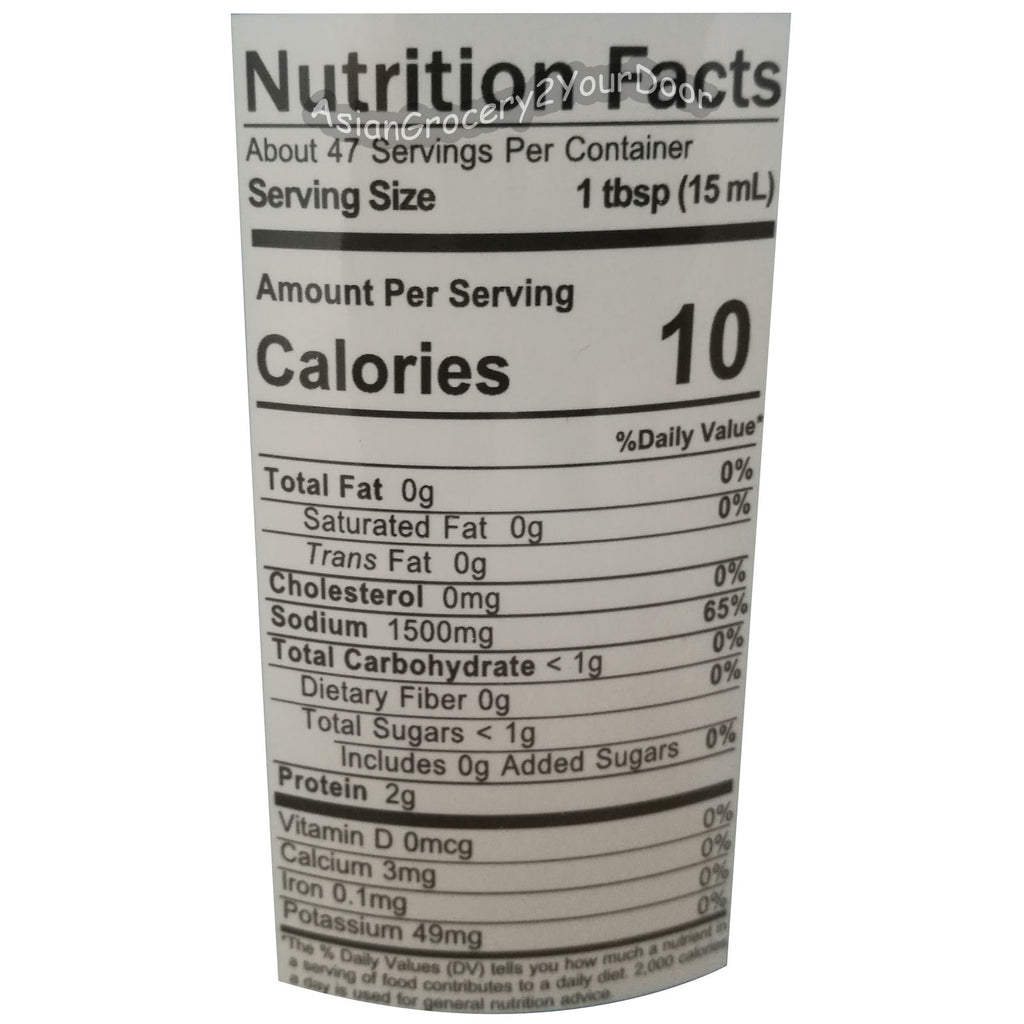 Nutrition Facts
AsianGrocery2YourDoor
About 47 Servings Per Container
Serving Size 1 tbsp (15 mL)
Amount Per Serving
Calories 10
%Daily Value*
Total Fat 0g 0%
Saturated Fat 0g 0%
Trans Fat 0g
Cholesterol 0mg 0%
Sodium 1500mg 65%
Total Carbohydrate < 1g 0%
Dietary Fiber 0g 0%
Total Sugars < 1g
Includes 0g Added Sugars 0%
Protein 2g
Vitamin D 0mcg 0%
Calcium 3mg 0%
Iron 0.1mg 0%
Potassium 49mg 0%
*The % Daily Values (DV) tells you how much a nutrient in
a serving of food contributes to a daily diet. 2,000 calories
a day is used for general nutrition advice.